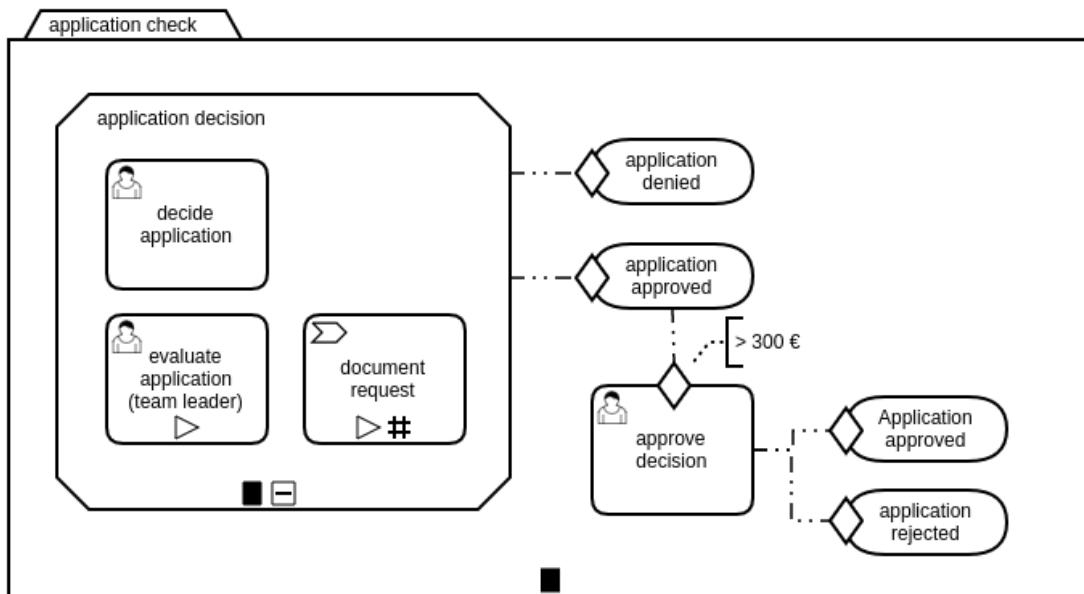 application check
application decision
decide
application
evaluate
application
(team leader)
document
request
application
denied
application
approved
> 300 €
approve
decision
Application
approved
application
rejected